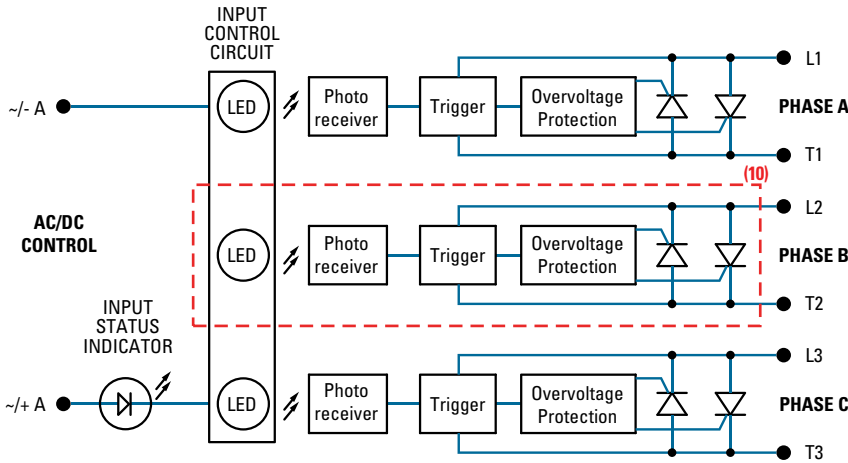 INPUT
CONTROL
CIRCUIT
~/- A
LED
Photo
receiver
Trigger
Overvoltage
Protection
L1
PHASE A
T1
(10)
AC/DC
CONTROL
LED
Photo
receiver
Trigger
Overvoltage
Protection
L2
PHASE B
T2
INPUT
STATUS
INDICATOR
~/+ A
LED
Photo
receiver
Trigger
Overvoltage
Protection
L3
PHASE C
T3